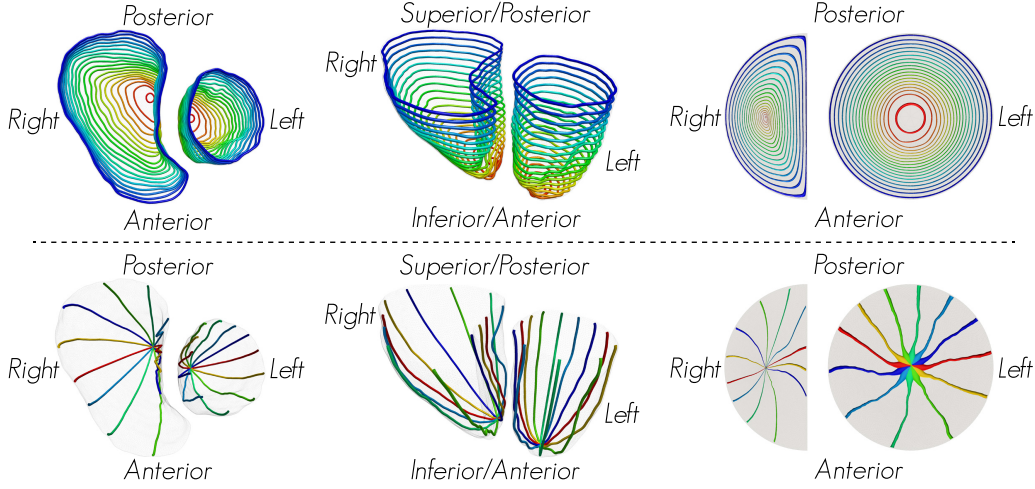 Posterior Superior/Posterior Posterior
Right
Right Left Right Left
Left
Anterior Inferior/Anterior Anterior
Posterior Superior/Posterior Posterior
Right
Right Left Right Left
Left
Anterior Inferior/Anterior Anterior